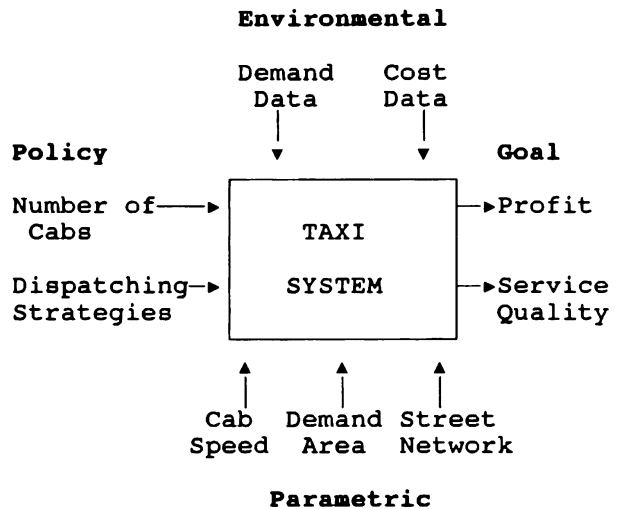 Environmental
Demand Cost
Data Data
Policy Goal
Number of Profit
Cabs TAXI
Dispatching SYSTEM Service
Strategies Quality
Cab Demand Street
Speed Area Network
Parametric